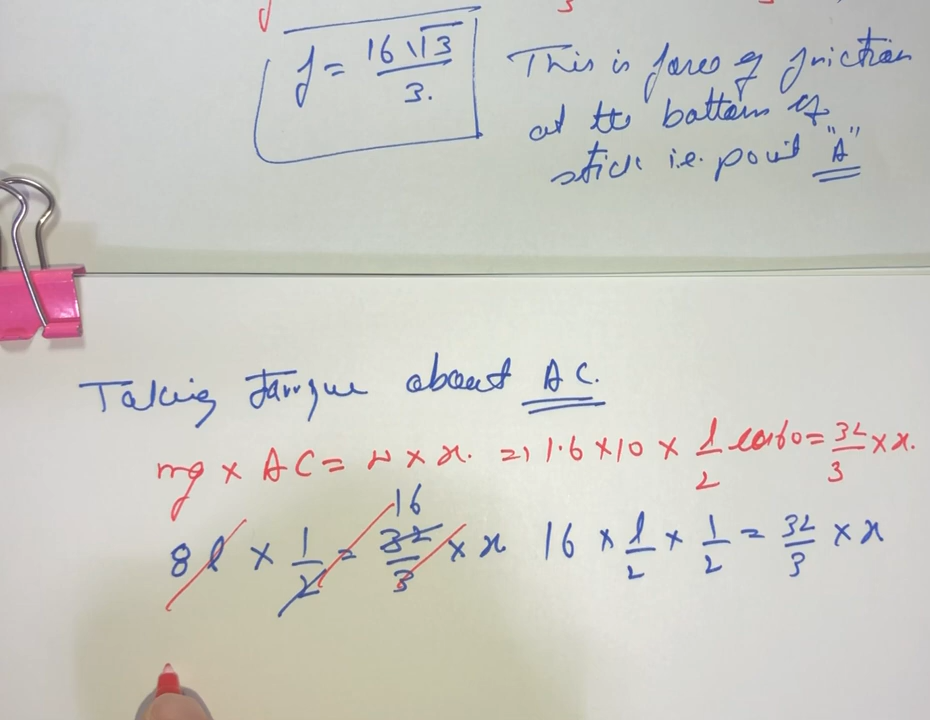 f = 16√3 / 3.
This is force of friction
at the bottom of
stick i.e. point "A"
Taking Torque about AC.
mg × AC = N × x. ⇒ 1.6 × 10 × l/2 cos60 = 32/3 × x.
16
8l × 1/2 = 32/3 × x 16 × l/2 × 1/2 = 32/3 × x